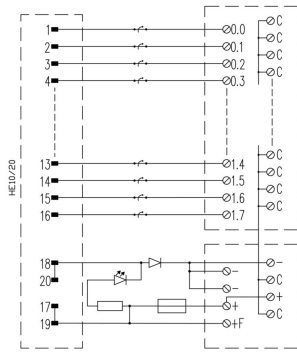 1 0.0 C
2 0.1 C
3 0.2 C
4 0.3 C
HE10/20
13 1.4 C
14 1.5 C
15 1.6 C
16 1.7 C
18 - -
20 -
17 + +
19 +F C